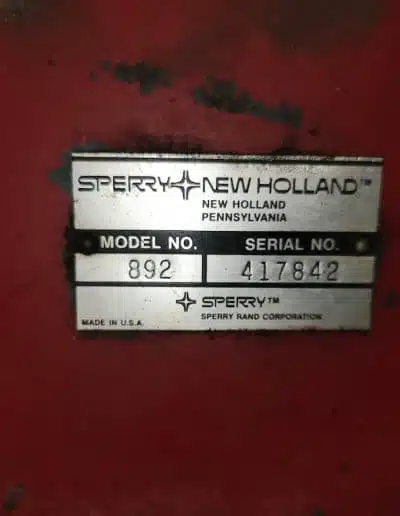 SPERRY NEW HOLLAND™
NEW HOLLAND
PENNSYLVANIA
MODEL NO. SERIAL NO.
892 417842
SPERRY™
MADE IN U.S.A. SPERRY RAND CORPORATION